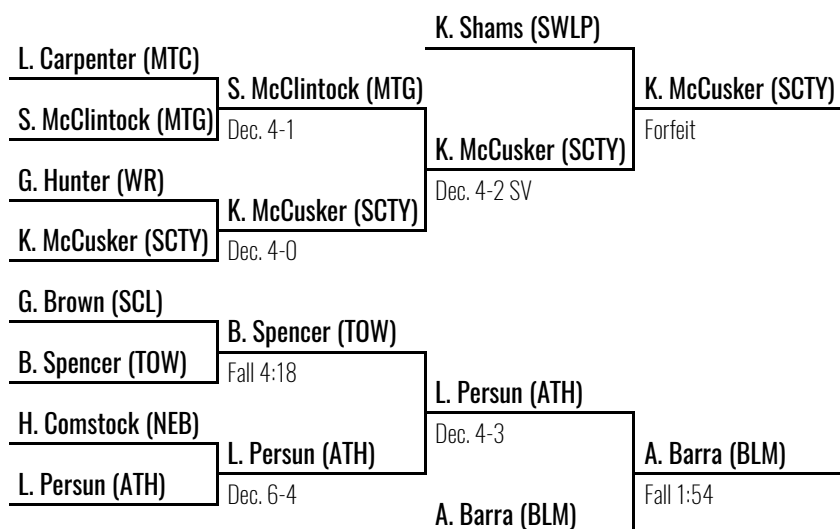 L. Carpenter (MTC)
S. McClintock (MTG)
G. Hunter (WR)
K. McCusker (SCTY)
G. Brown (SCL)
B. Spencer (TOW)
H. Comstock (NEB)
L. Persun (ATH)
S. McClintock (MTG)
Dec. 4-1
K. McCusker (SCTY)
Dec. 4-0
B. Spencer (TOW)
Fall 4:18
L. Persun (ATH)
Dec. 6-4
K. Shams (SWLP)
K. McCusker (SCTY)
Dec. 4-2 SV
L. Persun (ATH)
Dec. 4-3
A. Barra (BLM)
K. McCusker (SCTY)
Forfeit
A. Barra (BLM)
Fall 1:54